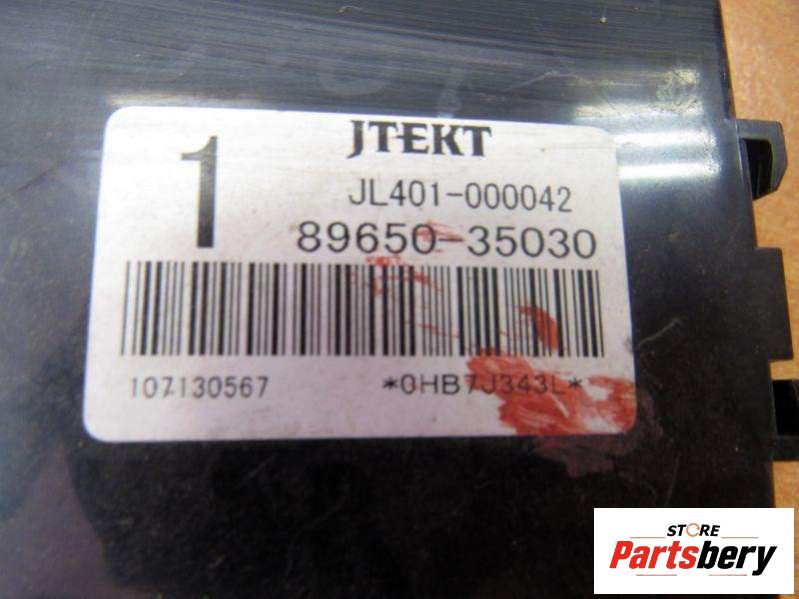 JTEKT
1
JL401-000042
89650-35030
107130567 *0HB7J343L*
STORE
Partsbery